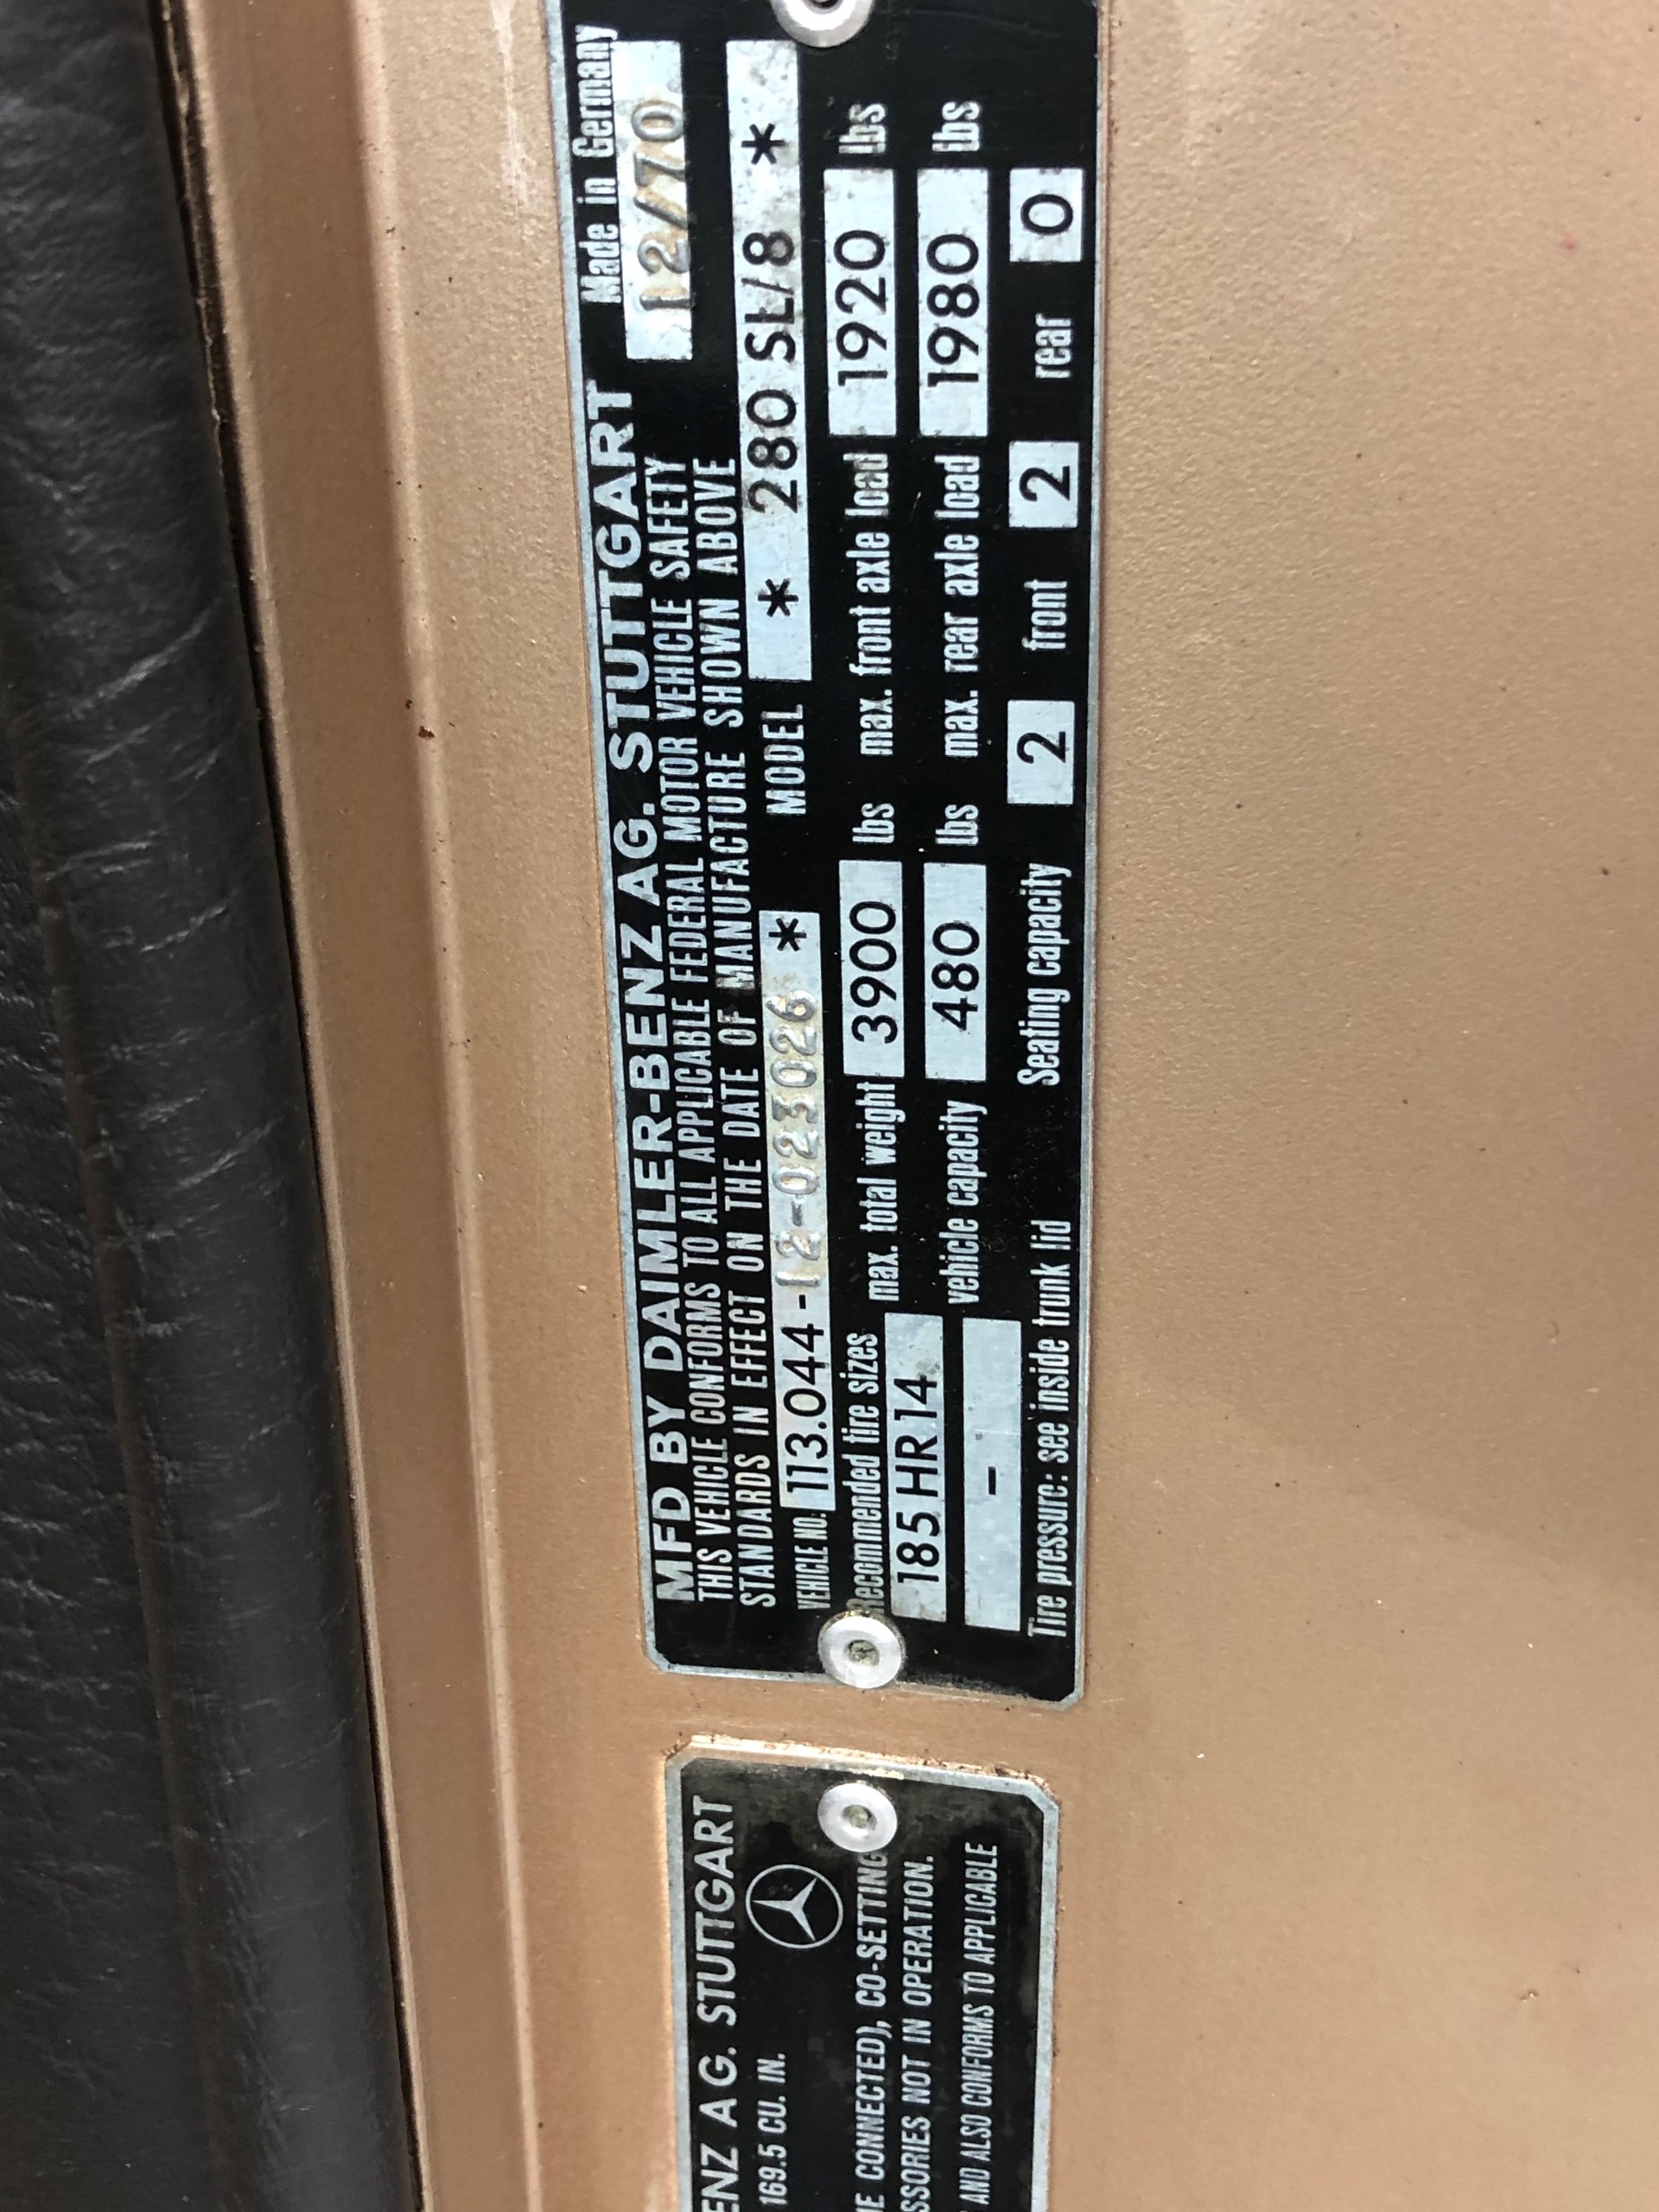 MFD BY DAIMLER-BENZ AG. STUTTGART Made in Germany
THIS VEHICLE CONFORMS TO ALL APPLICABLE FEDERAL MOTOR VEHICLE SAFETY 12/70
STANDARDS IN EFFECT ON THE DATE OF MANUFACTURE SHOWN ABOVE
VEHICLE NO. 113.044-12-023026 * MODEL * 280 SL/8 *
Recommended tire sizes max. total weight 3900 lbs max. front axle load 1920 lbs
185 HR 14 vehicle capacity 480 lbs max. rear axle load 1980 lbs
-
Tire pressure: see inside trunk lid Seating capacity 2 2 front 2 rear 0
ENZ A G. STUTTGART
169.5 CU. IN.
E CONNECTED), CO-SETTING
SSORIES NOT IN OPERATION.
AND ALSO CONFORMS TO APPLICABLE